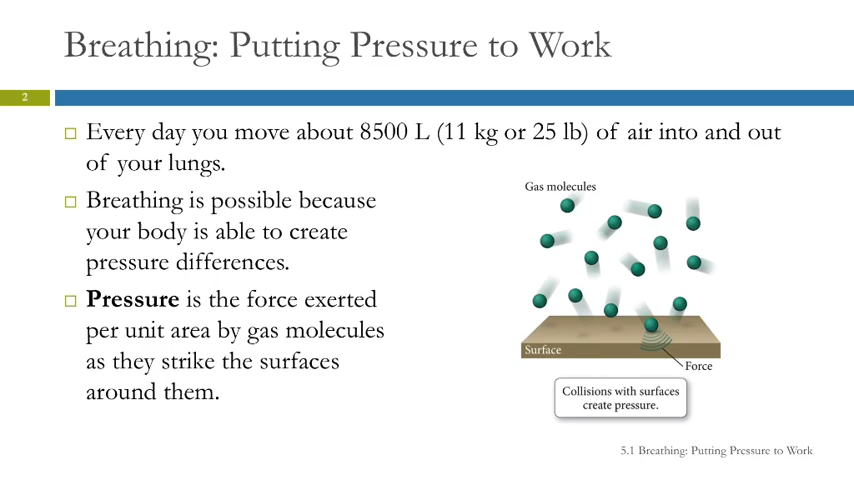 Breathing: Putting Pressure to Work
2
Every day you move about 8500 L (11 kg or 25 lb) of air into and out
of your lungs.
Breathing is possible because
your body is able to create
pressure differences.
Pressure is the force exerted
per unit area by gas molecules
as they strike the surfaces
around them.
Gas molecules
Surface
Force
Collisions with surfaces
create pressure.
5.1 Breathing: Putting Pressure to Work